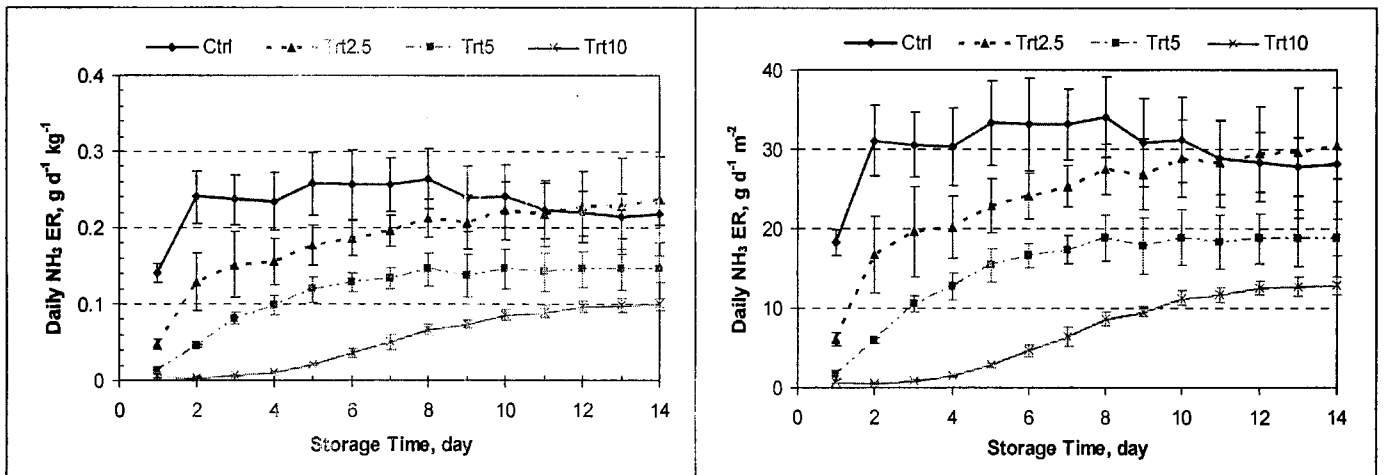 Ctrl Trt2.5 Trt5 Trt10
Daily NH₃ ER, g d⁻¹ kg⁻¹
0.4
0.3
0.2
0.1
0
0 2 4 6 8 10 12 14
Storage Time, day
Ctrl Trt2.5 Trt5 Trt10
Daily NH₃ ER, g d⁻¹ m⁻²
40
30
20
10
0
0 2 4 6 8 10 12 14
Storage Time, day